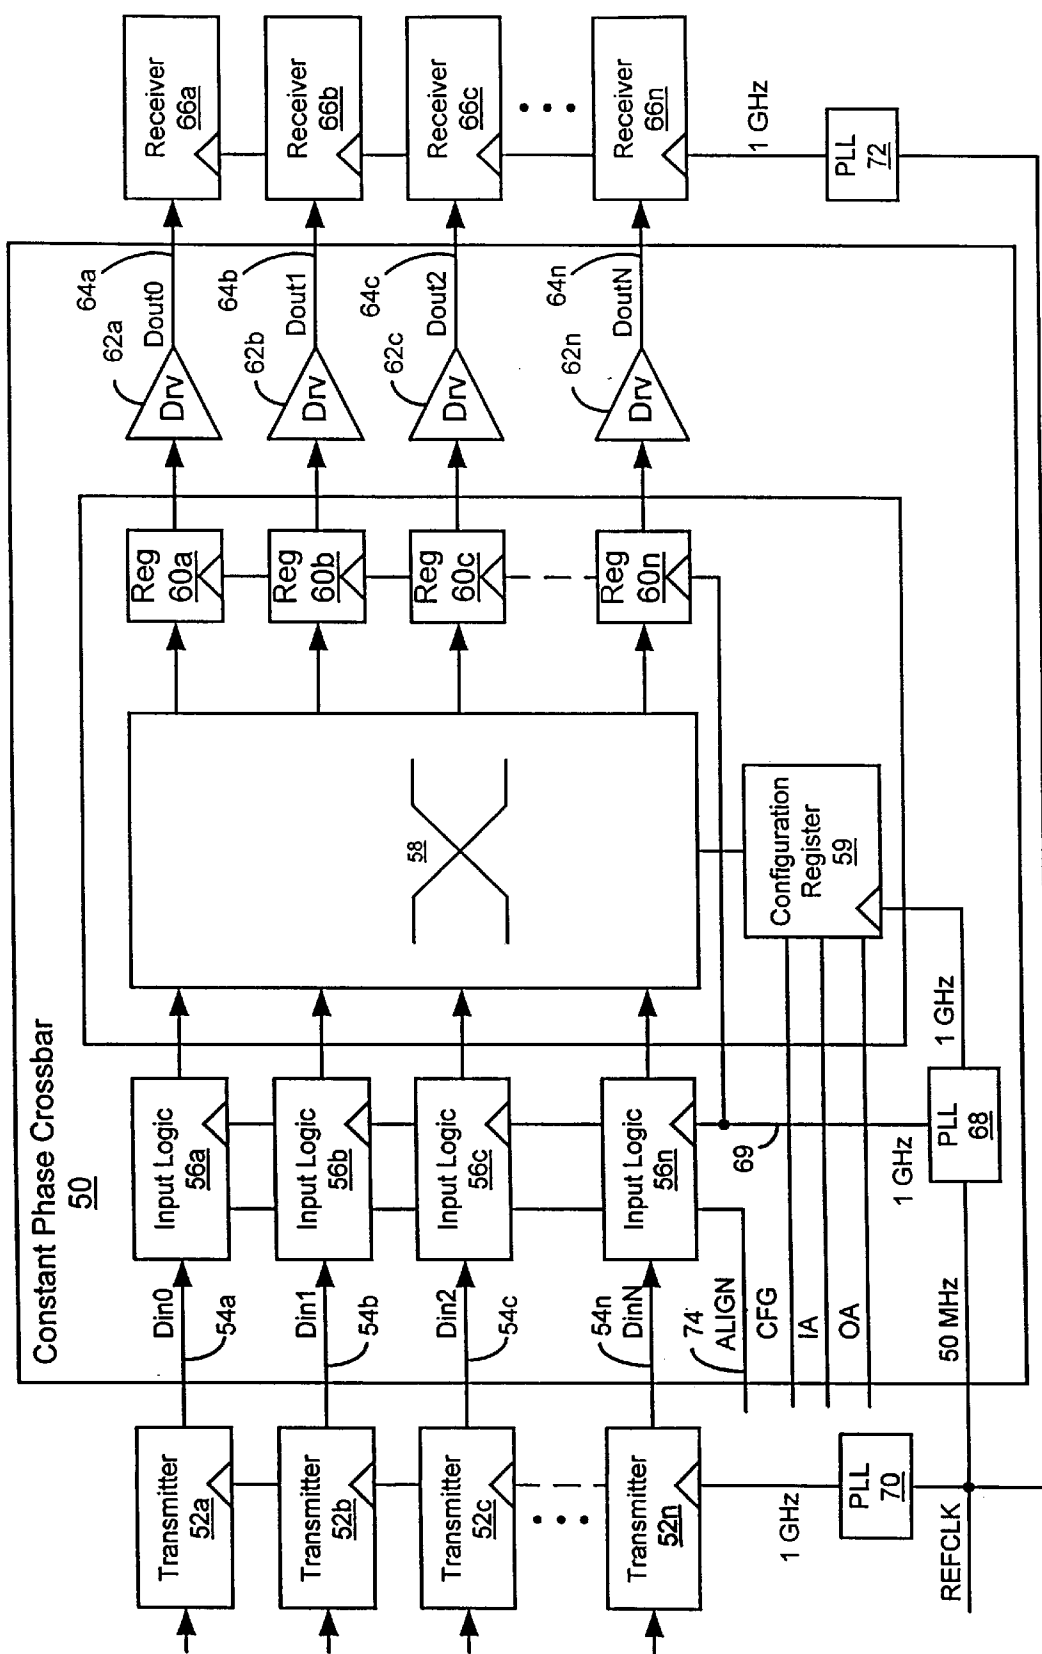 Constant Phase Crossbar
50
Transmitter
52a
Din0
54a
Input Logic
56a
Reg
60a
Drv
62a
Dout0
64a
Receiver
66a
Transmitter
52b
Din1
54b
Input Logic
56b
Reg
60b
Drv
62b
Dout1
64b
Receiver
66b
Transmitter
52c
Din2
54c
Input Logic
56c
58
Reg
60c
Drv
62c
Dout2
64c
Receiver
66c
Transmitter
52n
54n
DinN
Input Logic
56n
Reg
60n
Drv
62n
DoutN
64n
Receiver
66n
74
ALIGN
CFG
IA
OA
69
Configuration
Register
59
1 GHz
1 GHz
1 GHz
1 GHz
PLL
70
50 MHz
PLL
68
PLL
72
REFCLK